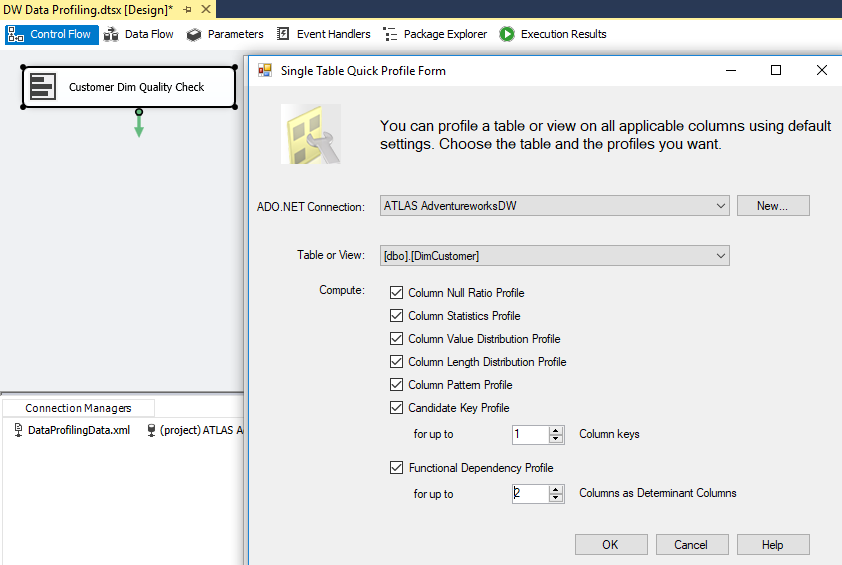 DW Data Profiling.dtsx [Design]*
Control Flow Data Flow Parameters Event Handlers Package Explorer Execution Results
Customer Dim Quality Check
Single Table Quick Profile Form
You can profile a table or view on all applicable columns using default
settings. Choose the table and the profiles you want.
ADO.NET Connection: ATLAS AdventureworksDW New...
Table or View: [dbo].[DimCustomer]
Compute: Column Null Ratio Profile
Column Statistics Profile
Column Value Distribution Profile
Column Length Distribution Profile
Column Pattern Profile
Candidate Key Profile
for up to 1 Column keys
Functional Dependency Profile
for up to 2 Columns as Determinant Columns
OK Cancel Help
Connection Managers
DataProfilingData.xml (project) ATLAS A